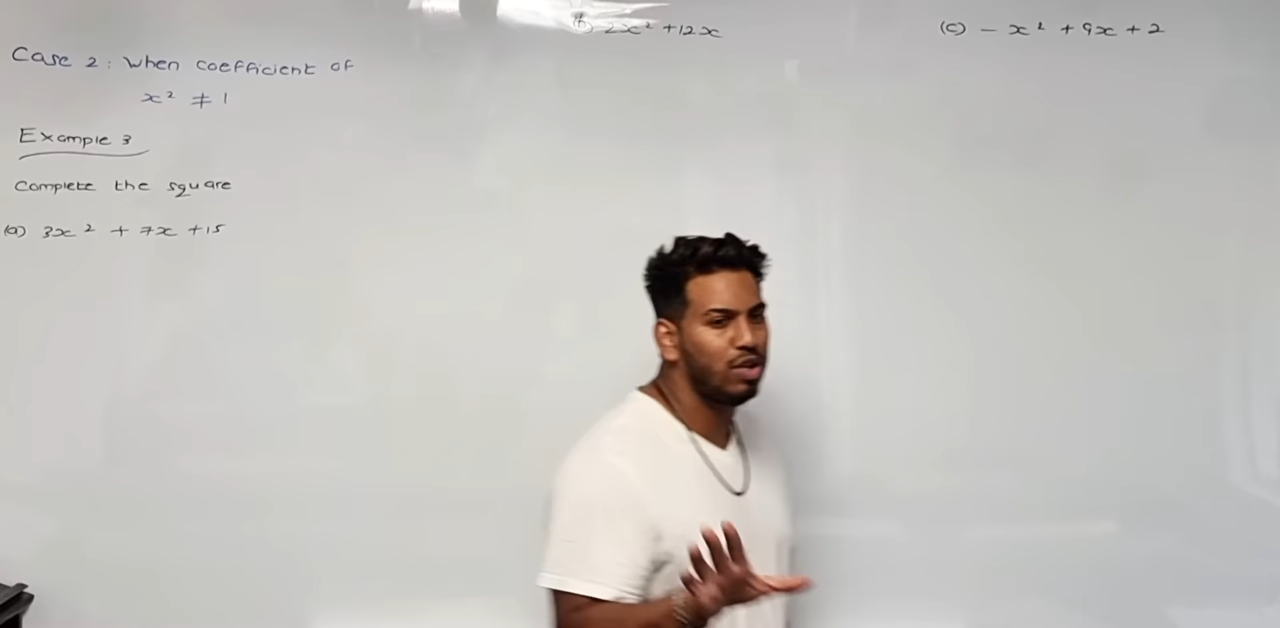 Case 2: When coefficient of
x² ≠ 1
Example 3
Complete the square
(a) 3x² + 7x + 15
(b) 2x² + 12x
(c) - x² + 9x + 2